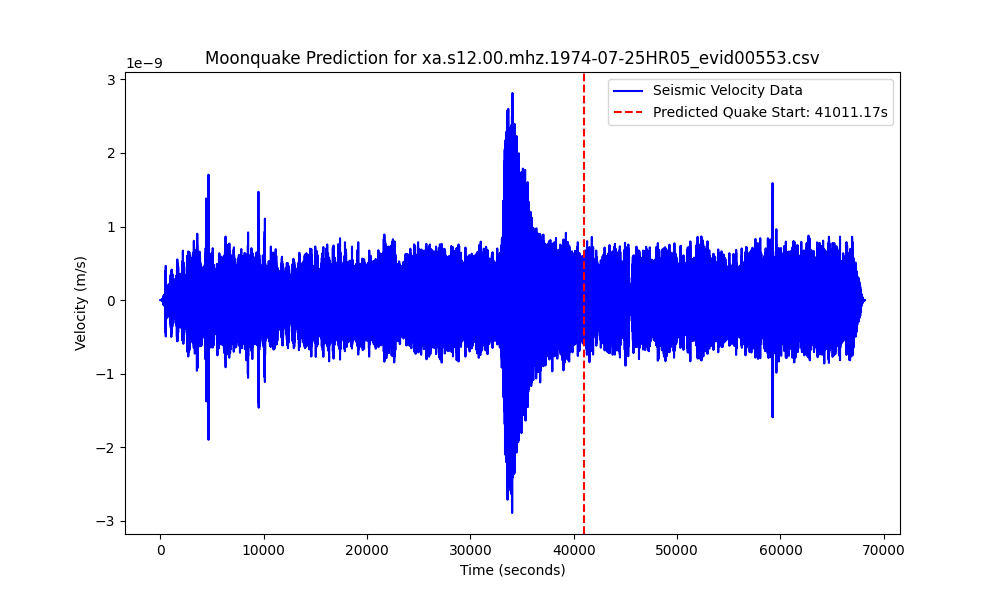 Moonquake Prediction for xa.s12.00.mhz.1974-07-25HR05_evid00553.csv
1e−9
Seismic Velocity Data
Predicted Quake Start: 41011.17s
3
2
1
0
−1
−2
−3
Velocity (m/s)
0 10000 20000 30000 40000 50000 60000 70000
Time (seconds)